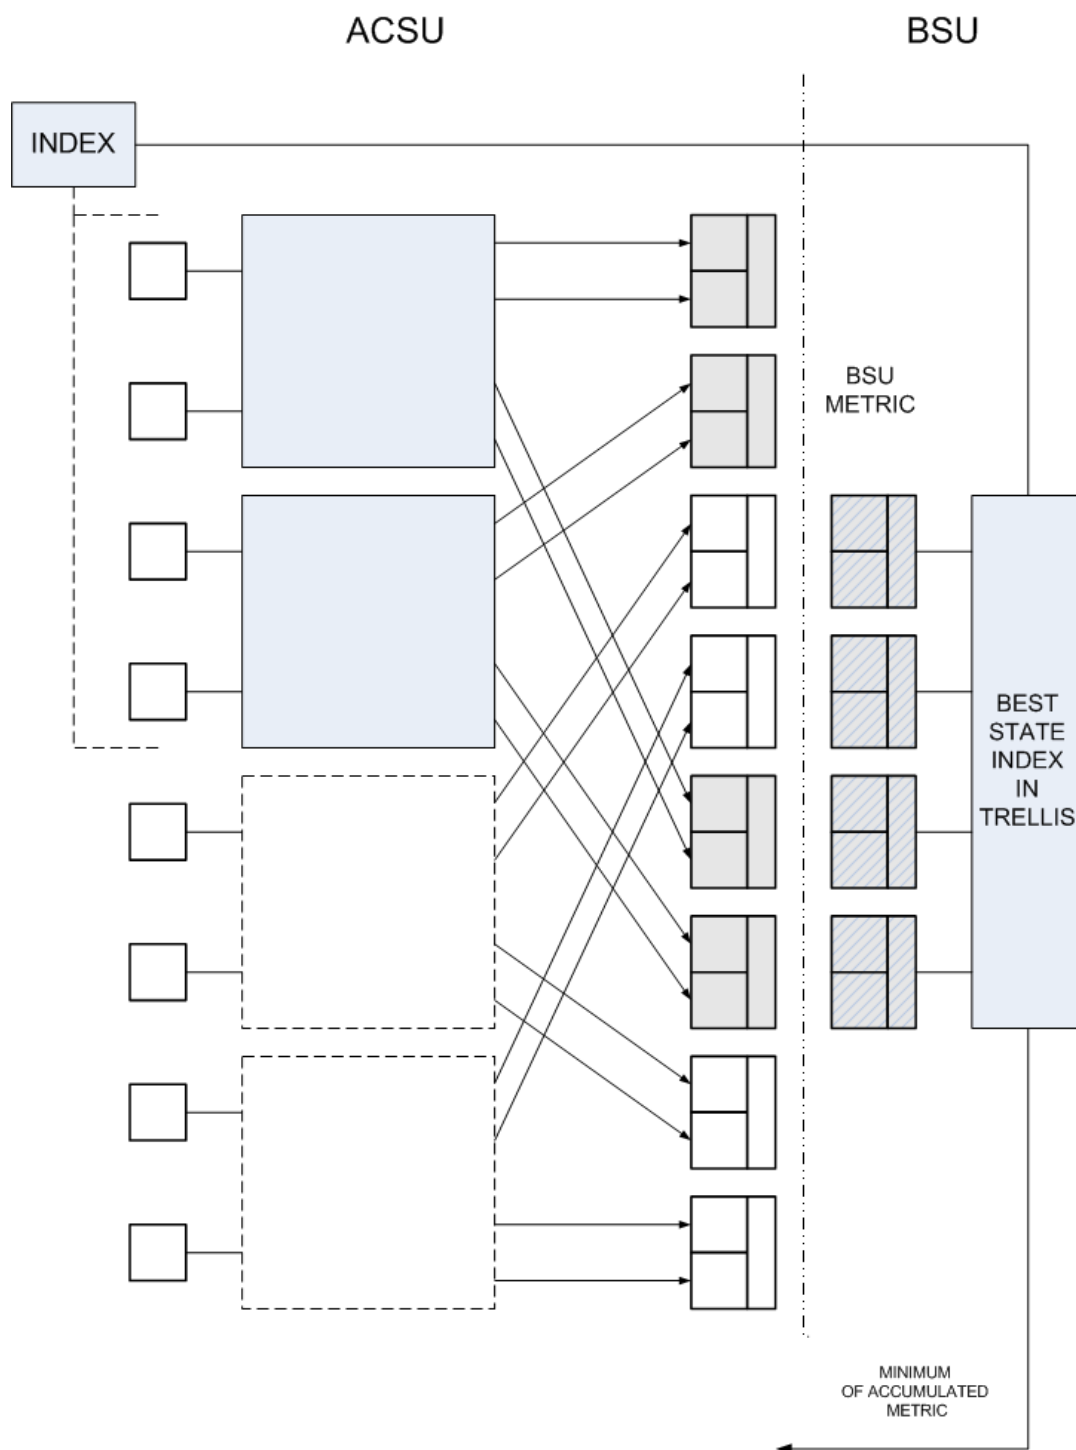 ACSU
BSU
INDEX
BSU
METRIC
BEST
STATE
INDEX
IN
TRELLIS
MINIMUM
OF ACCUMULATED
METRIC